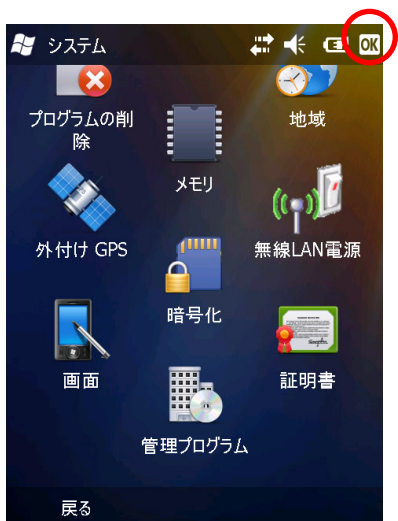 システム
OK
プログラムの削
除
地域
メモリ
外付け GPS
無線LAN電源
暗号化
画面
証明書
管理プログラム
戻る